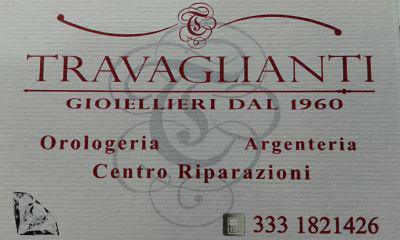 TRAVAGLIANTI
GIOIELLIERI DAL 1960
Orologeria Argenteria
Centro Riparazioni
333 1821426